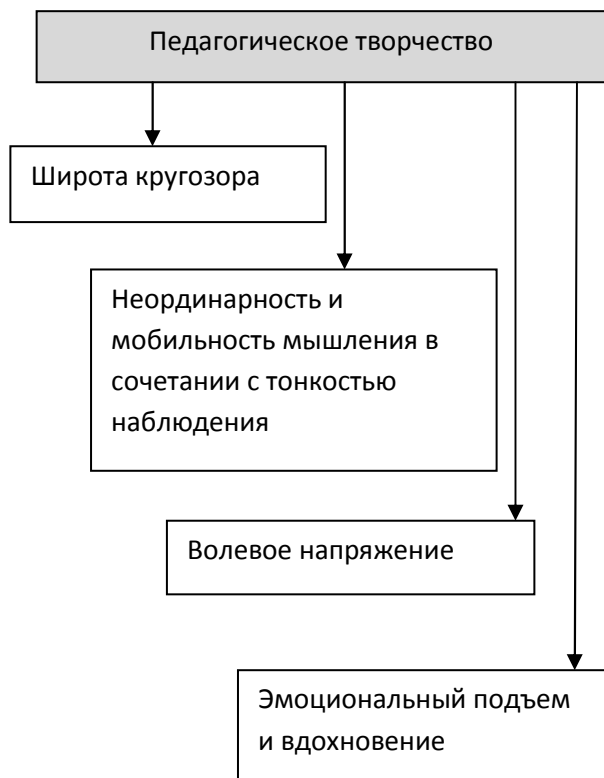 Педагогическое творчество
Широта кругозора
Неординарность и
мобильность мышления в
сочетании с тонкостью
наблюдения
Волевое напряжение
Эмоциональный подъем
и вдохновение